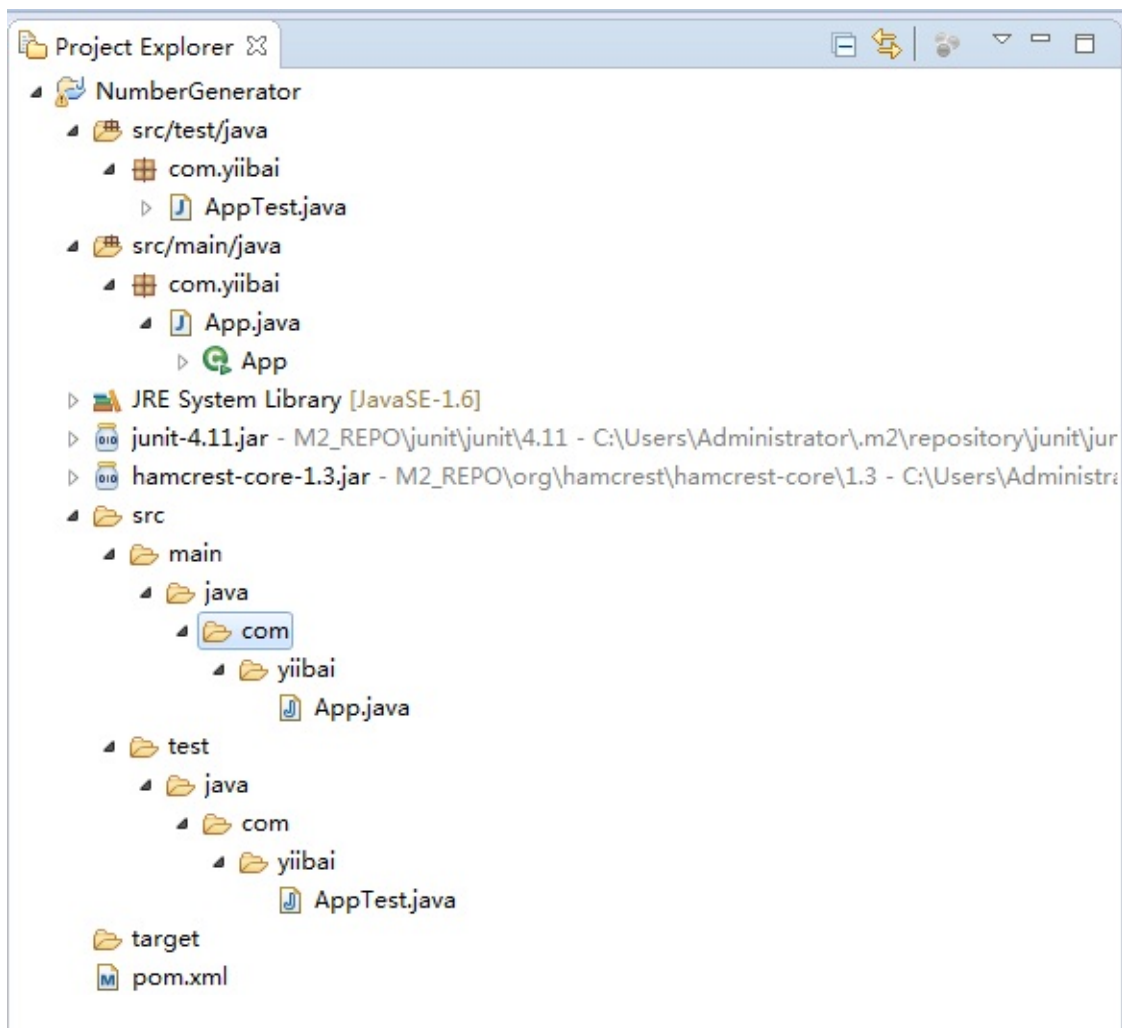 Project Explorer
NumberGenerator
src/test/java
com.yiibai
AppTest.java
src/main/java
com.yiibai
App.java
App
JRE System Library [JavaSE-1.6]
junit-4.11.jar - M2_REPO\junit\junit\4.11 - C:\Users\Administrator\.m2\repository\junit\jur
hamcrest-core-1.3.jar - M2_REPO\org\hamcrest\hamcrest-core\1.3 - C:\Users\Administra
src
main
java
com
yiibai
App.java
test
java
com
yiibai
AppTest.java
target
pom.xml